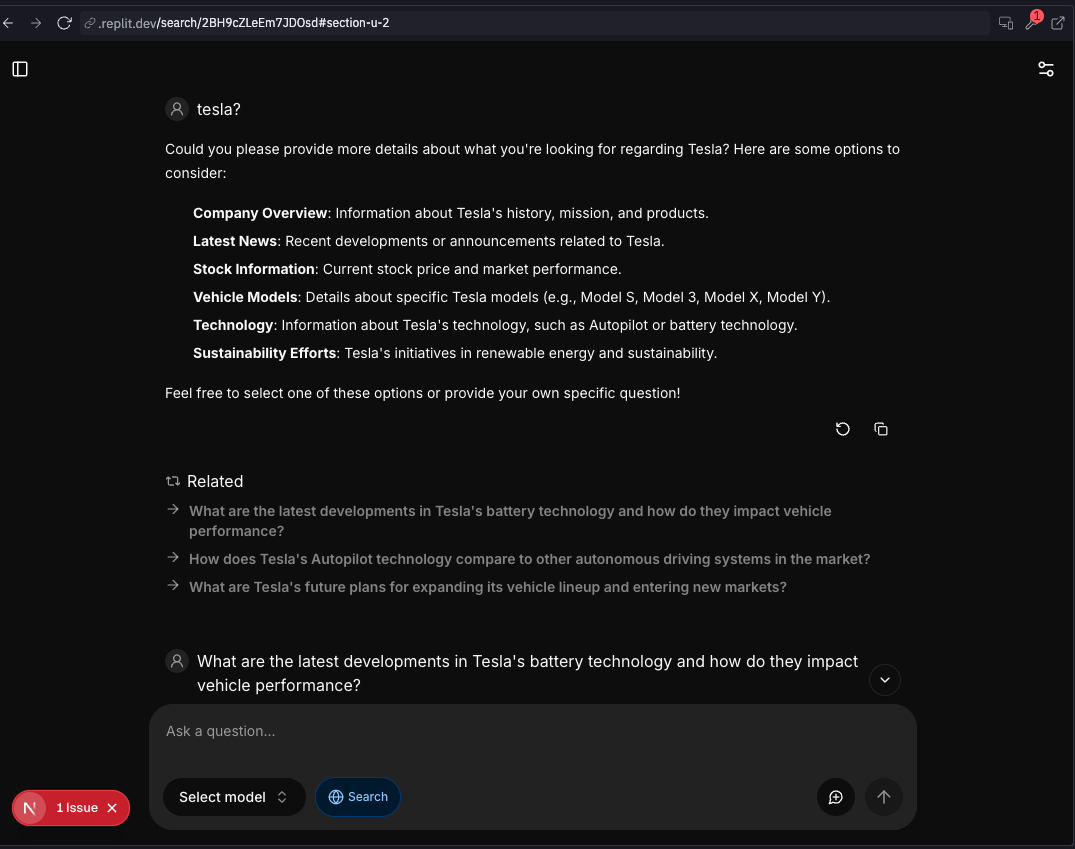 .replit.dev/search/2BH9cZLeEm7JDOsd#section-u-2
1
tesla?
Could you please provide more details about what you're looking for regarding Tesla? Here are some options to
consider:
Company Overview: Information about Tesla's history, mission, and products.
Latest News: Recent developments or announcements related to Tesla.
Stock Information: Current stock price and market performance.
Vehicle Models: Details about specific Tesla models (e.g., Model S, Model 3, Model X, Model Y).
Technology: Information about Tesla's technology, such as Autopilot or battery technology.
Sustainability Efforts: Tesla's initiatives in renewable energy and sustainability.
Feel free to select one of these options or provide your own specific question!
Related
What are the latest developments in Tesla's battery technology and how do they impact vehicle
performance?
How does Tesla's Autopilot technology compare to other autonomous driving systems in the market?
What are Tesla's future plans for expanding its vehicle lineup and entering new markets?
What are the latest developments in Tesla's battery technology and how do they impact
vehicle performance?
Ask a question...
Select model
Search
N 1 Issue